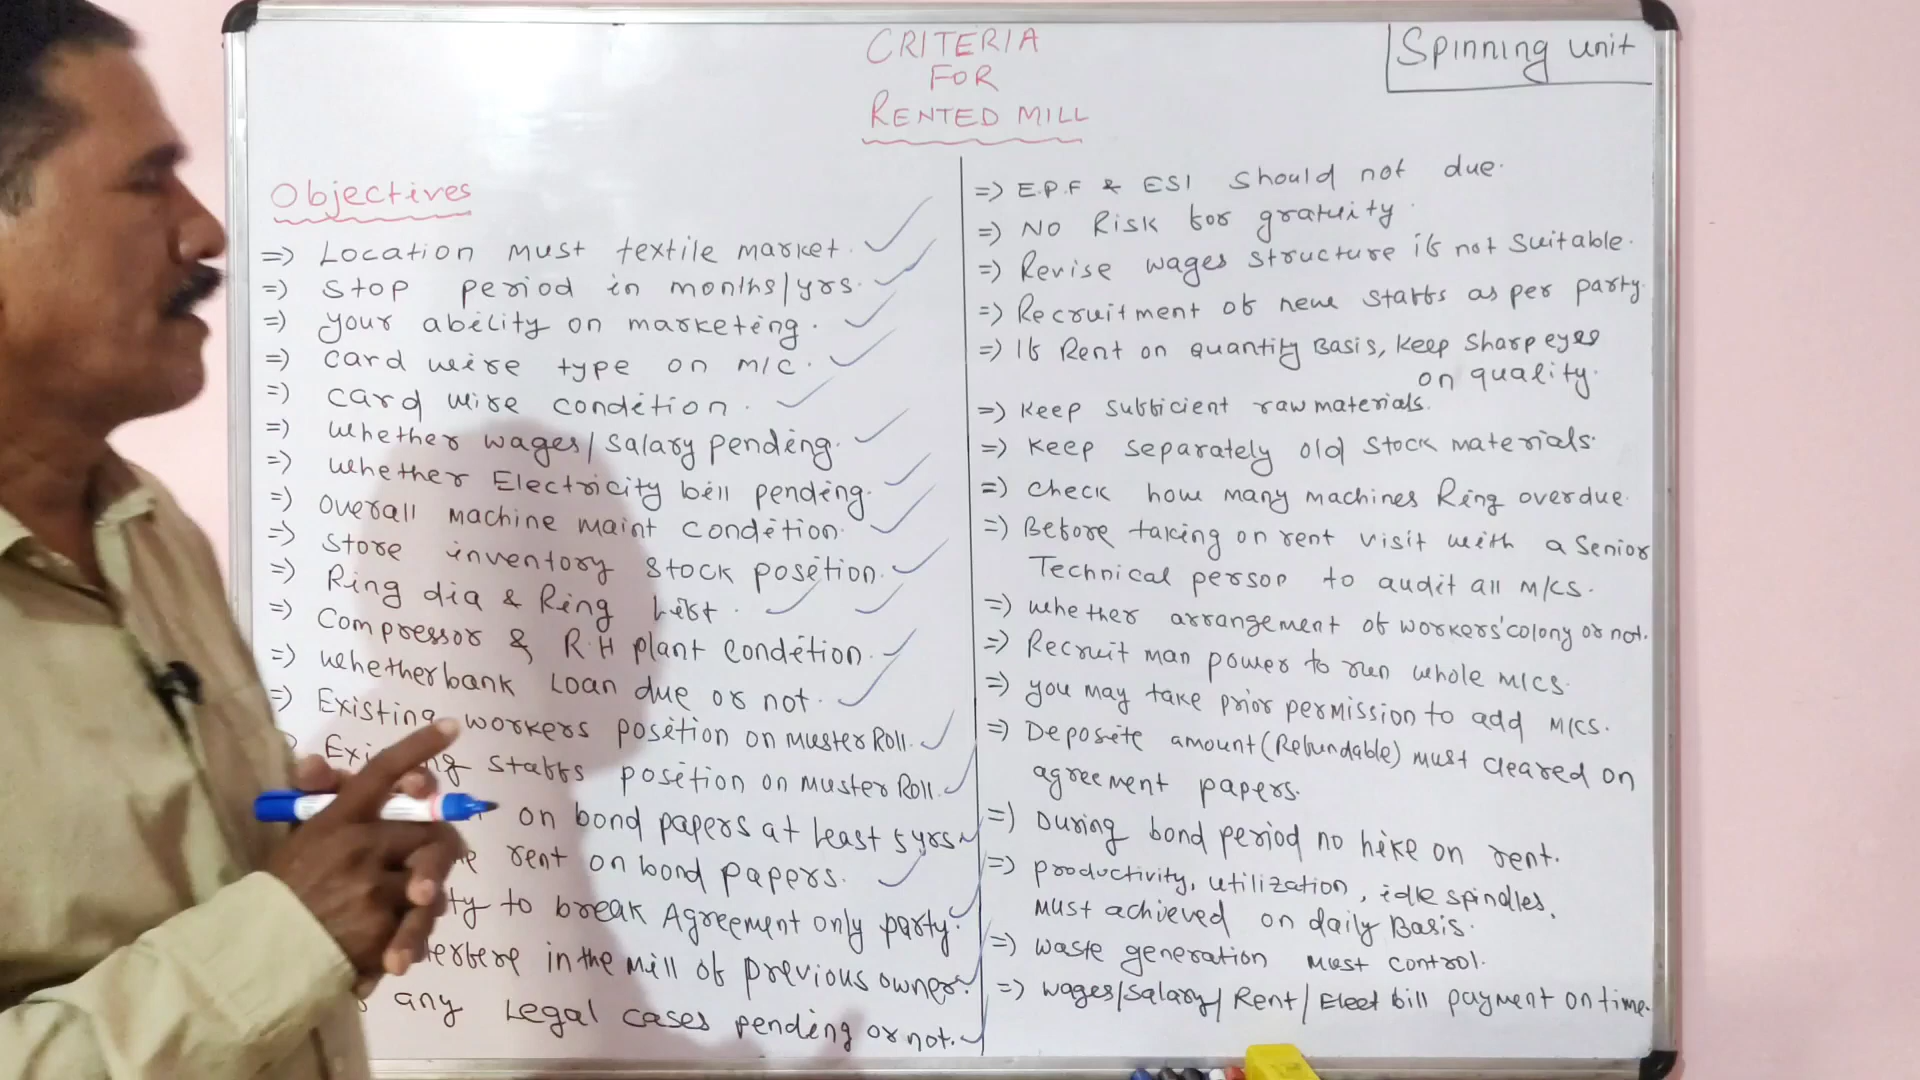 CRITERIA
FOR
RENTED MILL
Spinning unit
Objectives
=> Location must textile market.
=> Stop period in months/yrs.
=> your ability on marketing.
=> card wire type on m/c.
=> card wire condition.
=> whether wages/salary pending.
=> whether Electricity bill pending.
=> overall machine maint condition.
=> store inventory stock position.
=> Ring dia & Ring list.
=> Compressor & R.H plant condition.
=> whether bank Loan due or not.
=> Existing workers position on Muster Roll.
staffs position on Muster Roll.
on bond papers at least 5 yrs
rent on bond papers.
to break Agreement only party.
in the mill of previous owner.
any Legal cases pending or not.
=> E.P.F & ESI should not due.
=> No Risk for gratuity.
=> Revise wages structure if not suitable.
=> Recruitment of new staffs as per party.
=> If Rent on quantity Basis, keep sharp eyes
on quality.
=> keep sufficient raw materials.
=> keep separately old stock materials.
=> check how many machines Ring overdue.
=> Before taking on rent visit with a senior
Technical person to audit all M/CS.
=> whether arrangement of workers' colony or not.
=> Recruit man power to run whole M/CS.
=> you may take prior permission to add M/CS.
=> Deposite amount (Refundable) must cleared on
agreement papers.
=> During bond period no hike on rent.
=> productivity, utilization, idle spindles,
must achieved on daily Basis.
=> waste generation must control.
=> wages/salary/Rent/Elect bill payment on time.